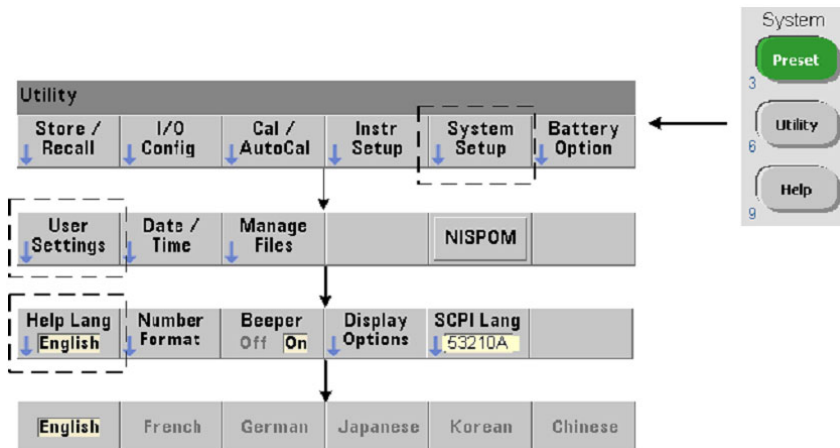 System
Preset
3
Utility
6
Help
9
Utility
Store / Recall
I/O Config
Cal / AutoCal
Instr Setup
System Setup
Battery Option
User Settings
Date / Time
Manage Files
NISPOM
Help Lang
English
Number Format
Beeper
Off On
Display Options
SCPI Lang
53210A
English
French
German
Japanese
Korean
Chinese